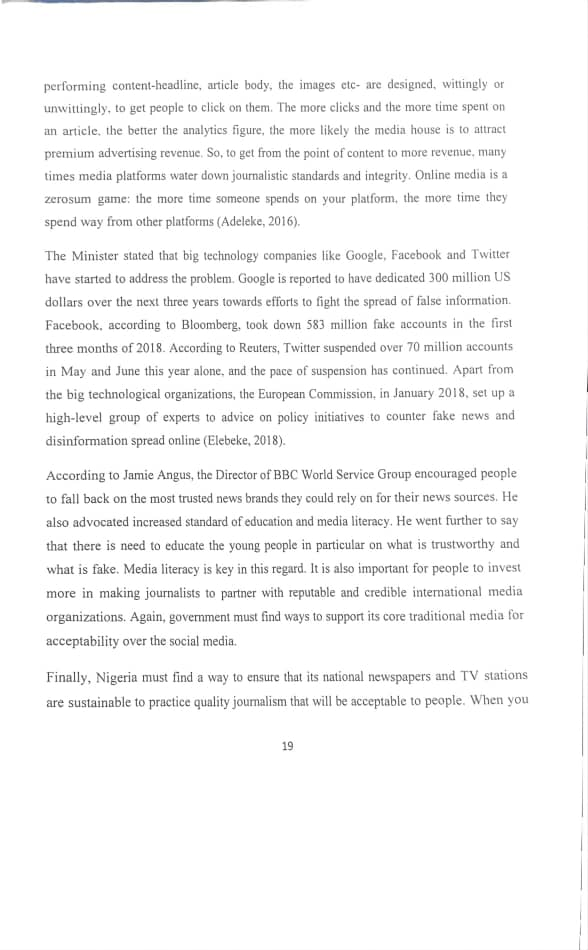 performing content-headline, article body, the images etc- are designed, wittingly or
unwittingly, to get people to click on them. The more clicks and the more time spent on
an article, the better the analytics figure, the more likely the media house is to attract
premium advertising revenue. So, to get from the point of content to more revenue, many
times media platforms water down journalistic standards and integrity. Online media is a
zerosum game: the more time someone spends on your platform, the more time they
spend way from other platforms (Adeleke, 2016).
The Minister stated that big technology companies like Google, Facebook and Twitter
have started to address the problem. Google is reported to have dedicated 300 million US
dollars over the next three years towards efforts to fight the spread of false information.
Facebook, according to Bloomberg, took down 583 million fake accounts in the first
three months of 2018. According to Reuters, Twitter suspended over 70 million accounts
in May and June this year alone, and the pace of suspension has continued. Apart from
the big technological organizations, the European Commission, in January 2018, set up a
high-level group of experts to advice on policy initiatives to counter fake news and
disinformation spread online (Elebeke, 2018).
According to Jamie Angus, the Director of BBC World Service Group encouraged people
to fall back on the most trusted news brands they could rely on for their news sources. He
also advocated increased standard of education and media literacy. He went further to say
that there is need to educate the young people in particular on what is trustworthy and
what is fake. Media literacy is key in this regard. It is also important for people to invest
more in making journalists to partner with reputable and credible international media
organizations. Again, government must find ways to support its core traditional media for
acceptability over the social media.
Finally, Nigeria must find a way to ensure that its national newspapers and TV stations
are sustainable to practice quality journalism that will be acceptable to people. When you
19